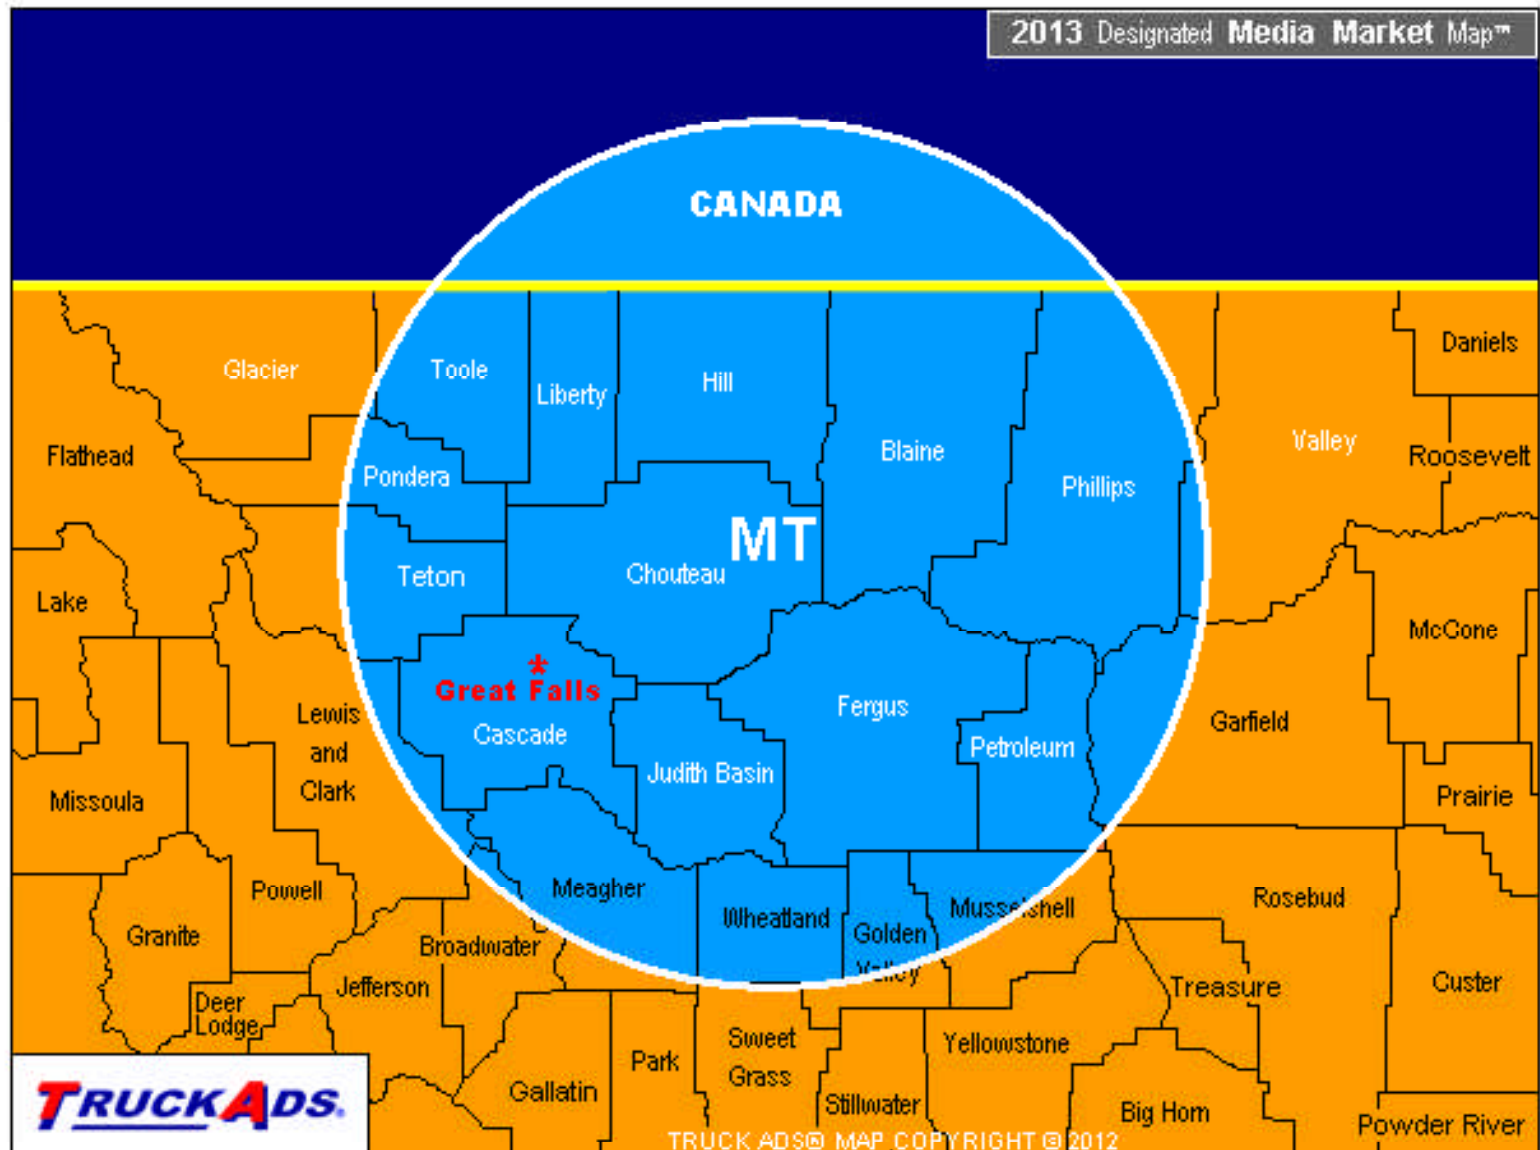 2013 Designated Media Market Map™
CANADA
Daniels
Glacier
Toole
Liberty
Hill
Blaine
Valley
Flathead
Roosevelt
Pondera
Phillips
MT
Teton
Chouteau
Lake
McCone
*
Great Falls
Lewis
and
Clark
Cascade
Fergus
Garfield
Petroleum
Judith Basin
Missoula
Prairie
Powell
Meagher
Wheatland
Musselshell
Rosebud
Granite
Broadwater
Golden
Valley
Jefferson
Treasure
Custer
Deer
Lodge
Sweet
Grass
Yellowstone
Park
Gallatin
Stillwater
Big Horn
Powder River
TRUCKADS.
TRUCK ADS® MAP COPYRIGHT © 2012